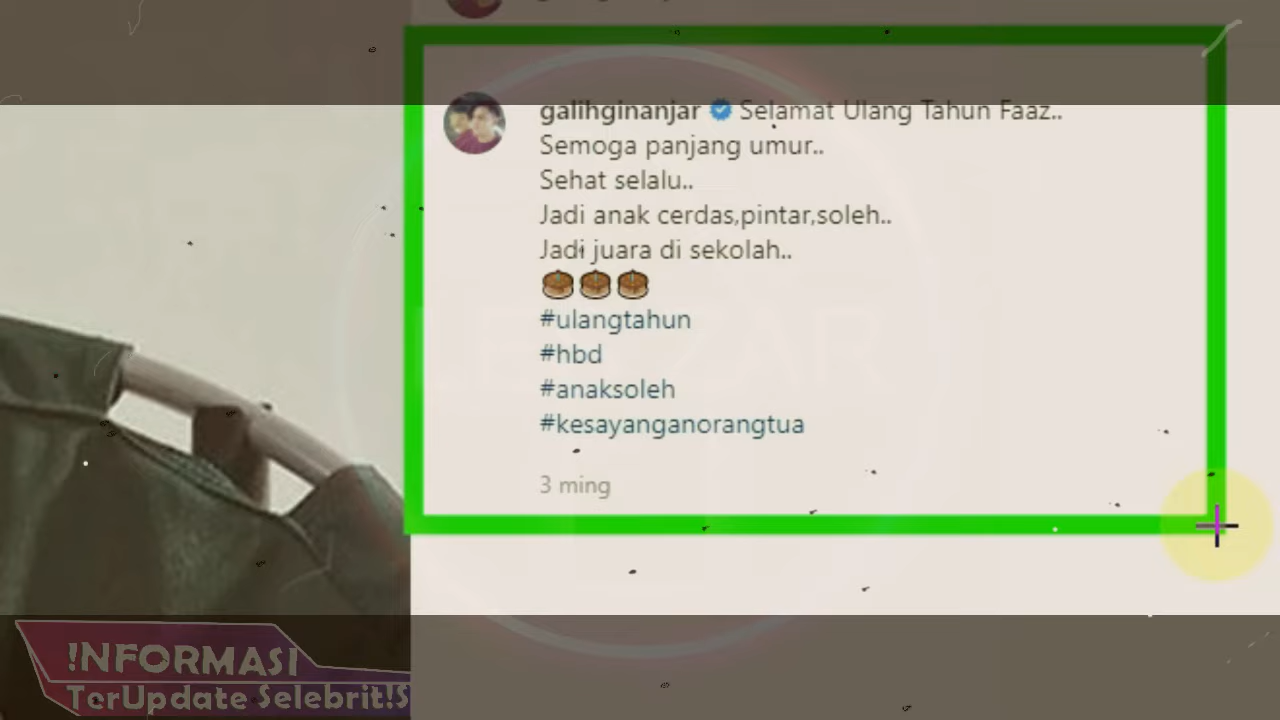 galihginanjar Selamat Ulang Tahun Faaz..
Semoga panjang umur..
Sehat selalu..
Jadi anak cerdas,pintar,soleh..
Jadi juara di sekolah..
#ulangtahun
#hbd
#anaksoleh
#kesayanganorangtua
3 ming
!NFORMASI
TerUpdate Selebrit!S